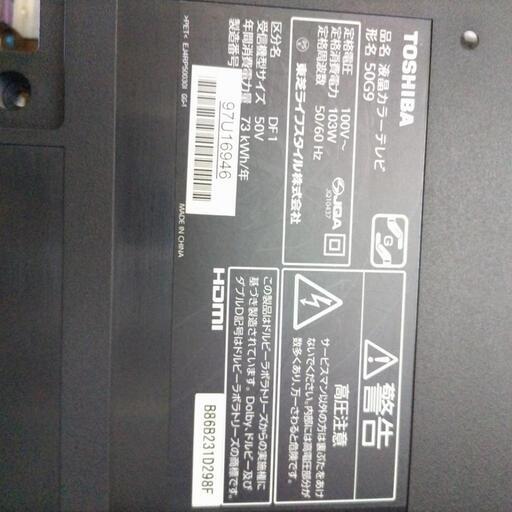 TOSHIBA
品名 液晶カラーテレビ
形名 50G9
定格電圧 100V～
定格消費電力 103W
定格周波数 50/60 Hz
東芝ライフスタイル株式会社
JQA
JQ10437
区分名 DF1
受信機型サイズ 50V
年間消費電力量 73 kWh/年
製造番号
97U16946
MADE IN CHINA
>PET<
G
警告
高圧注意
サービスマン以外の方は裏ぶたをあけ
ないでください。内部には高電圧部分が
数多くあり、万一さわると危険です。
この製品はドルビーラボラトリーズからの実施権に
基づき製造されています。Dolby、ドルビー及び
ダブルD記号はドルビーラボラトリーズの商標です。
HDMI
B86B231D298F